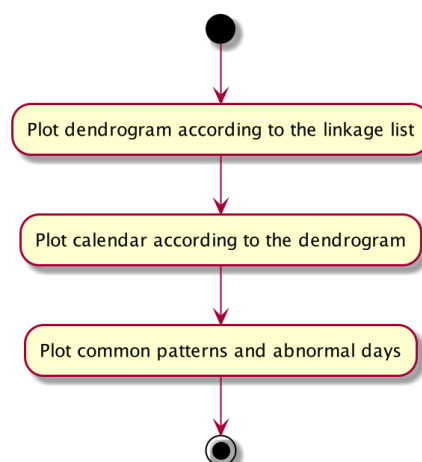 Plot dendrogram according to the linkage list
Plot calendar according to the dendrogram
Plot common patterns and abnormal days